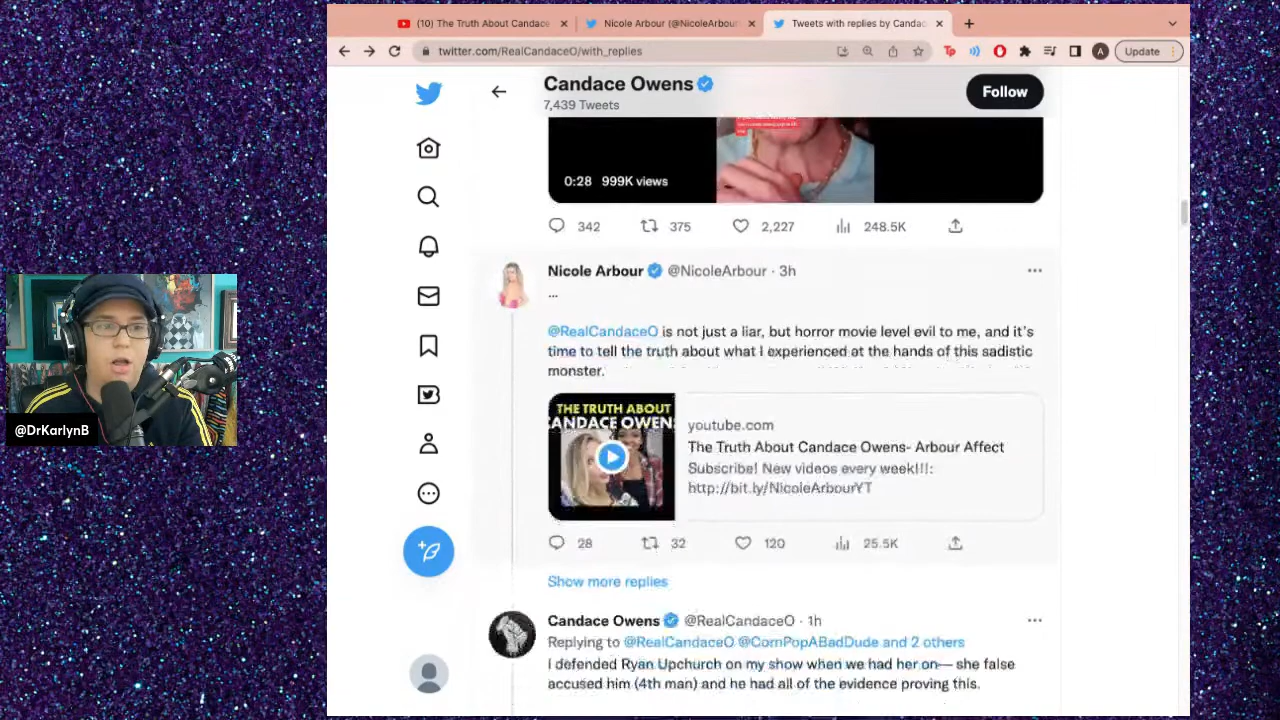 (10) The Truth About Candace
Nicole Arbour (@NicoleArbour
Tweets with replies by Candac
twitter.com/RealCandaceO/with_replies
A
Update
Candace Owens
7,439 Tweets
Follow
0:28 999K views
342 375 2,227 248.5K
Nicole Arbour @NicoleArbour · 3h
...
@RealCandaceO is not just a liar, but horror movie level evil to me, and it's
time to tell the truth about what I experienced at the hands of this sadistic
monster.
THE TRUTH ABOUT
CANDACE OWENS
youtube.com
The Truth About Candace Owens- Arbour Affect
Subscribe! New videos every week!!!:
http://bit.ly/NicoleArbourYT
28 32 120 25.5K
Show more replies
Candace Owens @RealCandaceO · 1h
Replying to @RealCandaceO @CornPopABadDude and 2 others
I defended Ryan Upchurch on my show when we had her on— she false
accused him (4th man) and he had all of the evidence proving this.
@DrKarlynB